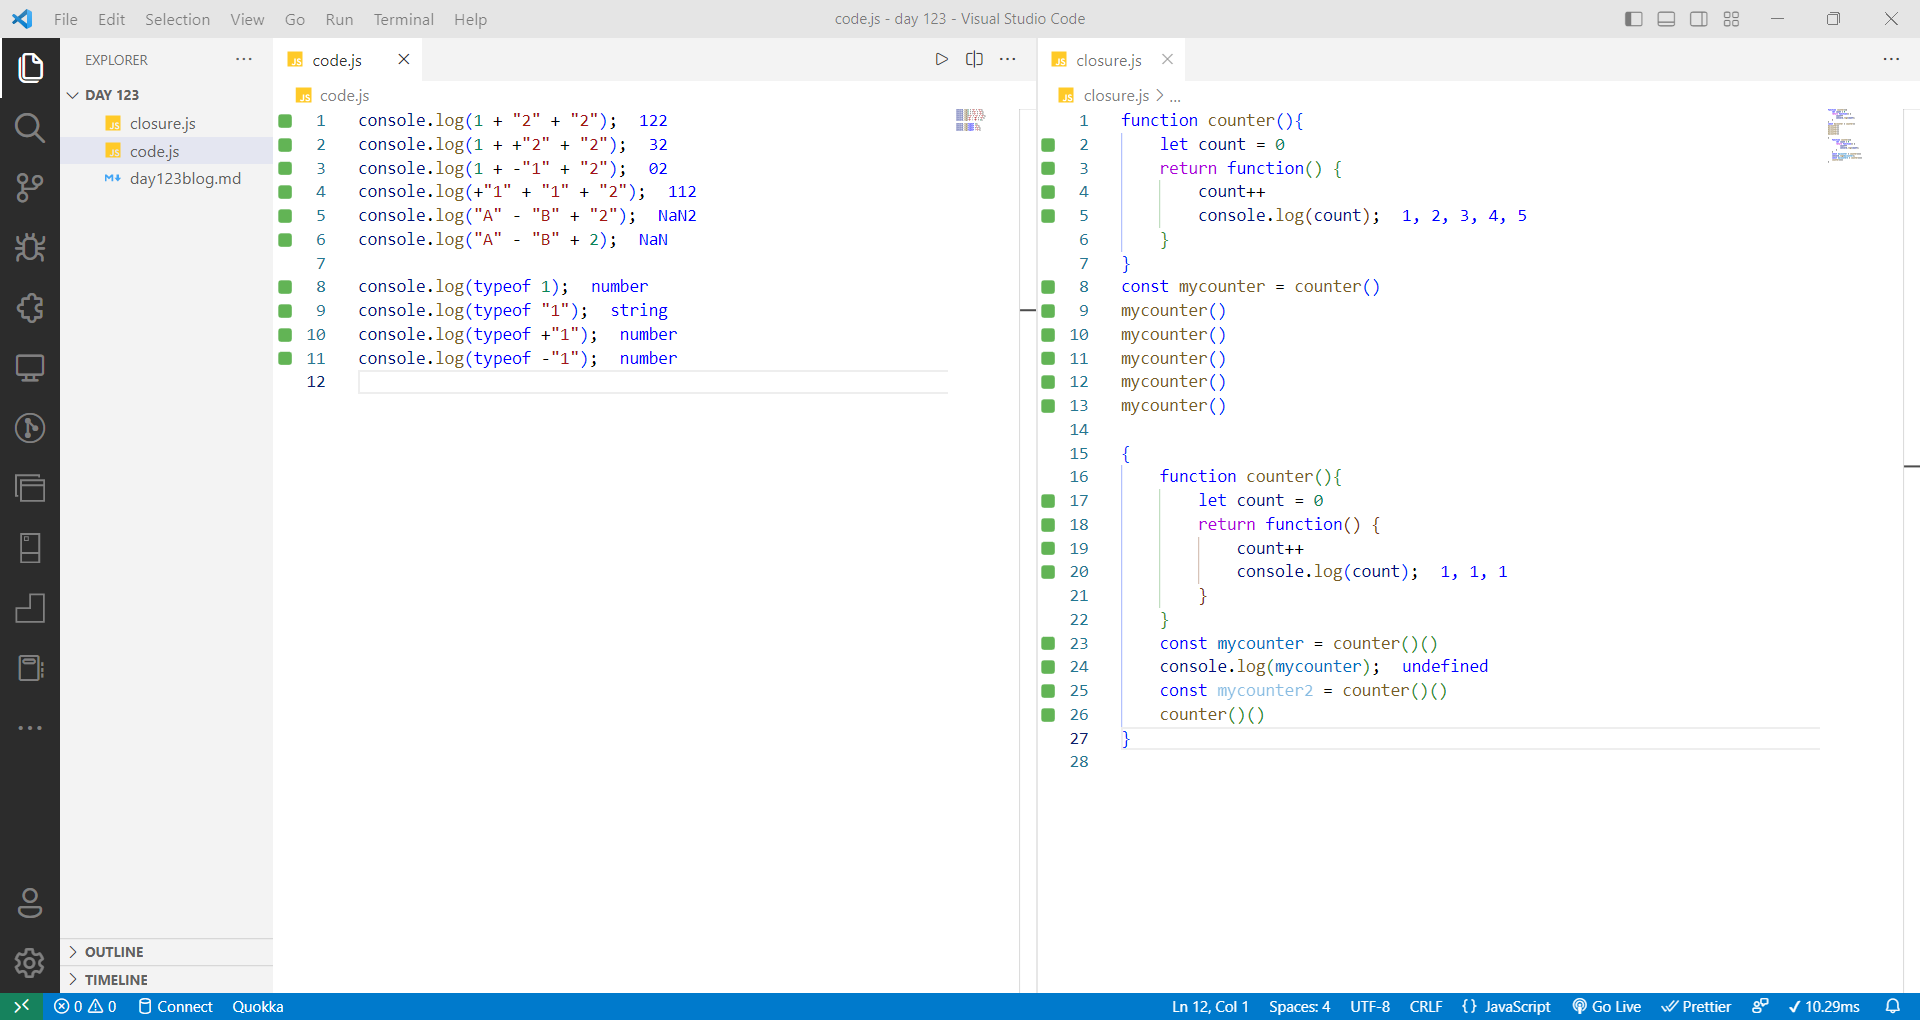 File Edit Selection View Go Run Terminal Help code.js - day 123 - Visual Studio Code
EXPLORER
DAY 123
closure.js
code.js
day123blog.md
OUTLINE
TIMELINE
code.js
code.js
1 console.log(1 + "2" + "2"); 122
2 console.log(1 + +"2" + "2"); 32
3 console.log(1 + -"1" + "2"); 02
4 console.log(+"1" + "1" + "2"); 112
5 console.log("A" - "B" + "2"); NaN2
6 console.log("A" - "B" + 2); NaN
7
8 console.log(typeof 1); number
9 console.log(typeof "1"); string
10 console.log(typeof +"1"); number
11 console.log(typeof -"1"); number
12
closure.js
closure.js > ...
1 function counter(){
2 let count = 0
3 return function() {
4 count++
5 console.log(count); 1, 2, 3, 4, 5
6 }
7 }
8 const mycounter = counter()
9 mycounter()
10 mycounter()
11 mycounter()
12 mycounter()
13 mycounter()
14
15 {
16 function counter(){
17 let count = 0
18 return function() {
19 count++
20 console.log(count); 1, 1, 1
21 }
22 }
23 const mycounter = counter()()
24 console.log(mycounter); undefined
25 const mycounter2 = counter()()
26 counter()()
27 }
28
0 0 Connect Quokka Ln 12, Col 1 Spaces: 4 UTF-8 CRLF {} JavaScript Go Live Prettier 10.29ms